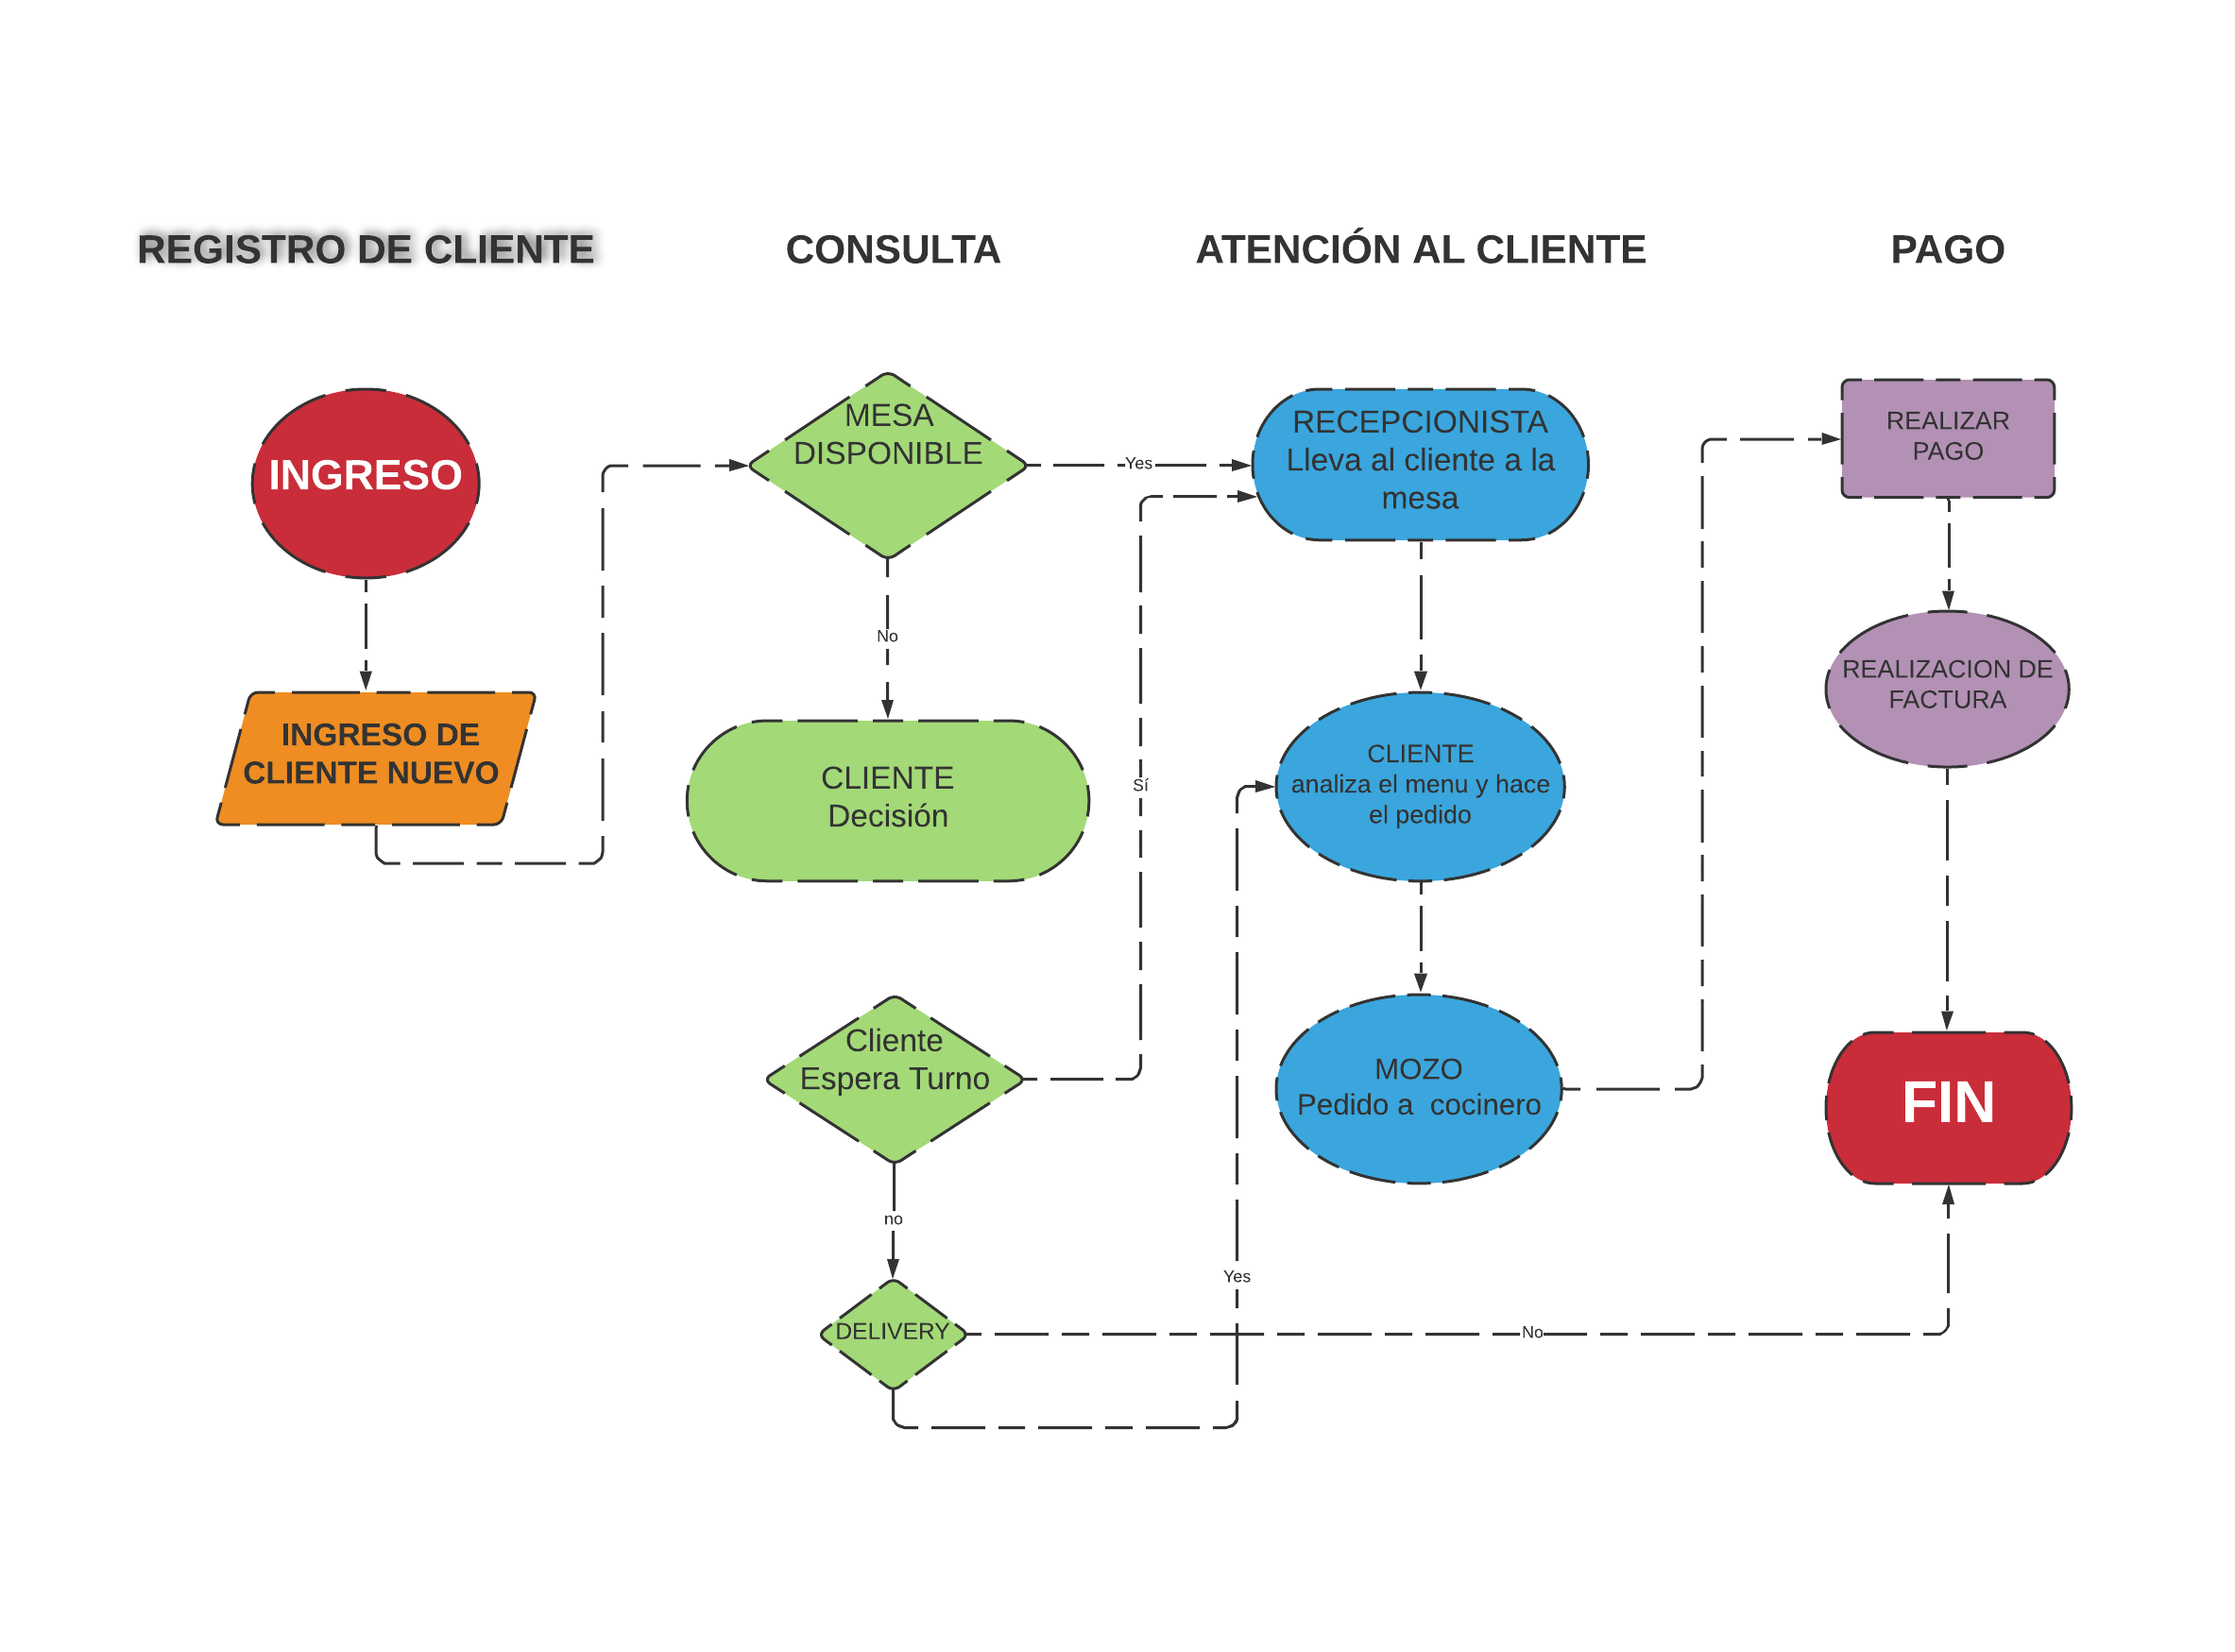 REGISTRO DE CLIENTE
CONSULTA
ATENCIÓN AL CLIENTE
PAGO
INGRESO
INGRESO DE
CLIENTE NUEVO
MESA
DISPONIBLE
Yes
No
CLIENTE
Decisión
Cliente
Espera Turno
Sí
no
DELIVERY
Yes
No
RECEPCIONISTA
Lleva al cliente a la
mesa
CLIENTE
analiza el menu y hace
el pedido
MOZO
Pedido a  cocinero
REALIZAR
PAGO
REALIZACION DE
FACTURA
FIN